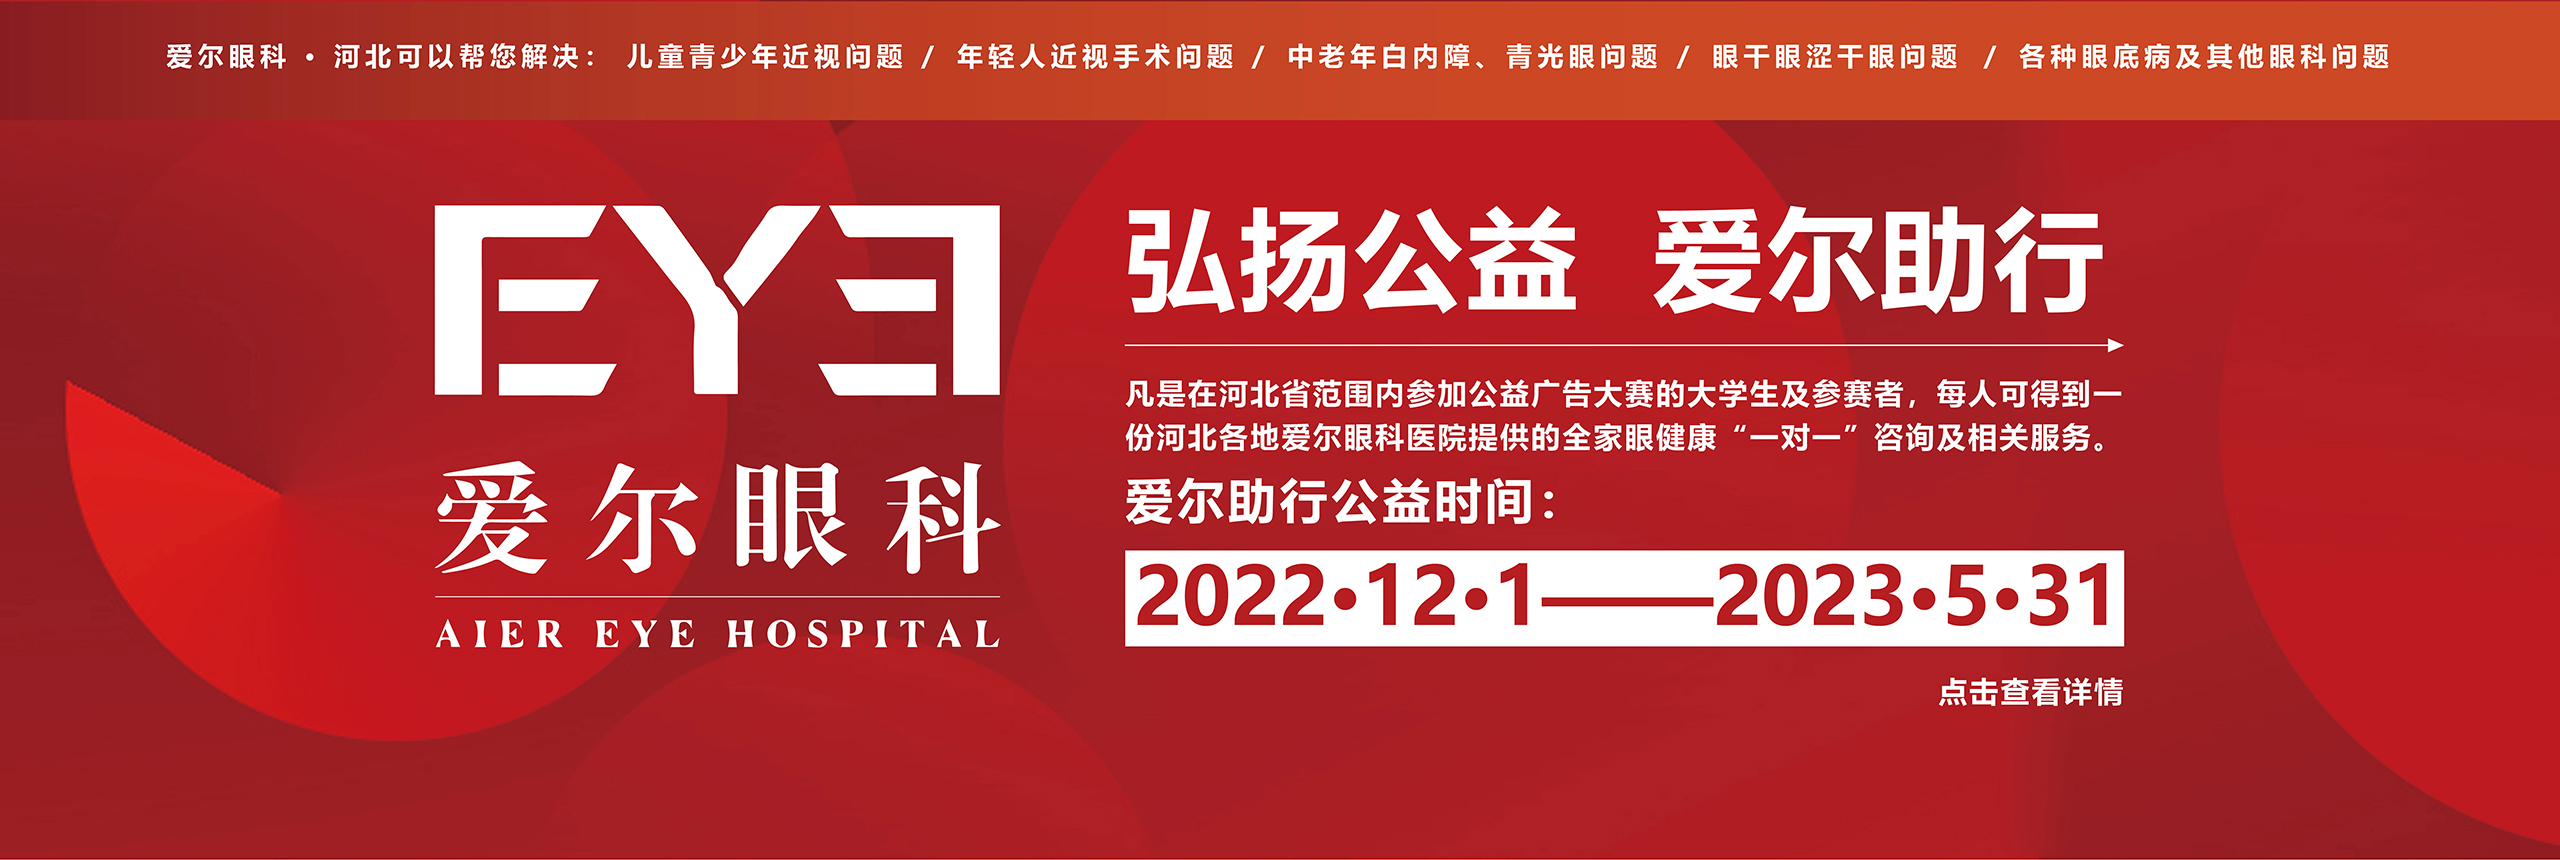 爱尔眼科 · 河北可以帮您解决： 儿童青少年近视问题 / 年轻人近视手术问题 / 中老年白内障、青光眼问题 / 眼干眼涩干眼问题 / 各种眼底病及其他眼科问题
EYE
爱尔眼科
AIER EYE HOSPITAL
弘扬公益 爱尔助行
凡是在河北省范围内参加公益广告大赛的大学生及参赛者，每人可得到一
份河北各地爱尔眼科医院提供的全家眼健康“一对一”咨询及相关服务。
爱尔助行公益时间：
2022·12·1——2023·5·31
点击查看详情